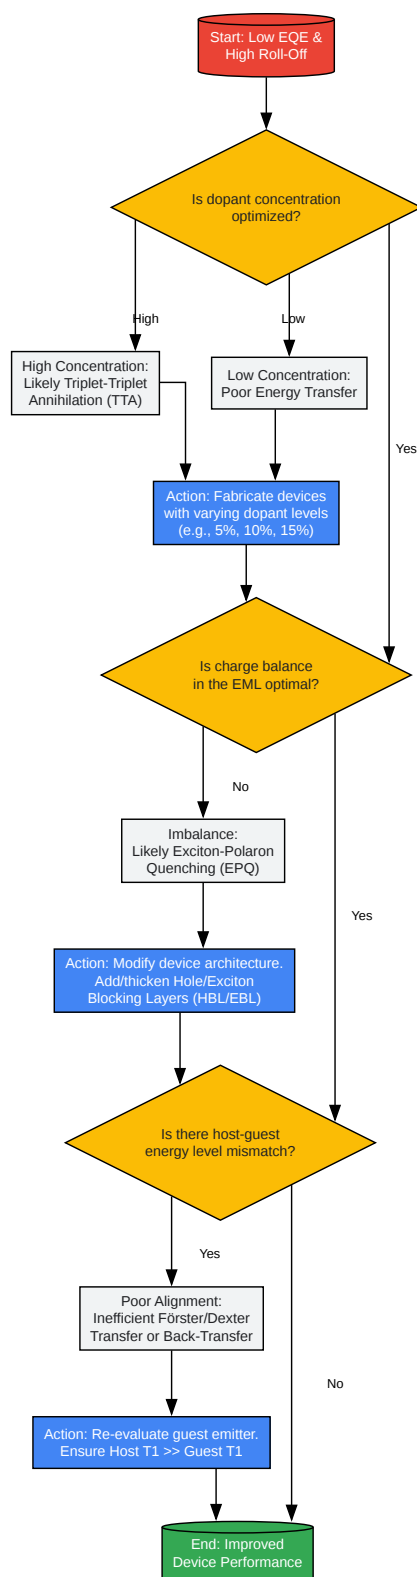 Start: Low EQE &
High Roll-Off
Is dopant concentration
optimized?
High
Low
High Concentration:
Likely Triplet-Triplet
Annihilation (TTA)
Low Concentration:
Poor Energy Transfer
Yes
Action: Fabricate devices
with varying dopant levels
(e.g., 5%, 10%, 15%)
Is charge balance
in the EML optimal?
No
Imbalance:
Likely Exciton-Polaron
Quenching (EPQ)
Yes
Action: Modify device architecture.
Add/thicken Hole/Exciton
Blocking Layers (HBL/EBL)
Is there host-guest
energy level mismatch?
Yes
Poor Alignment:
Inefficient Förster/Dexter
Transfer or Back-Transfer
No
Action: Re-evaluate guest emitter.
Ensure Host T1 >> Guest T1
End: Improved
Device Performance